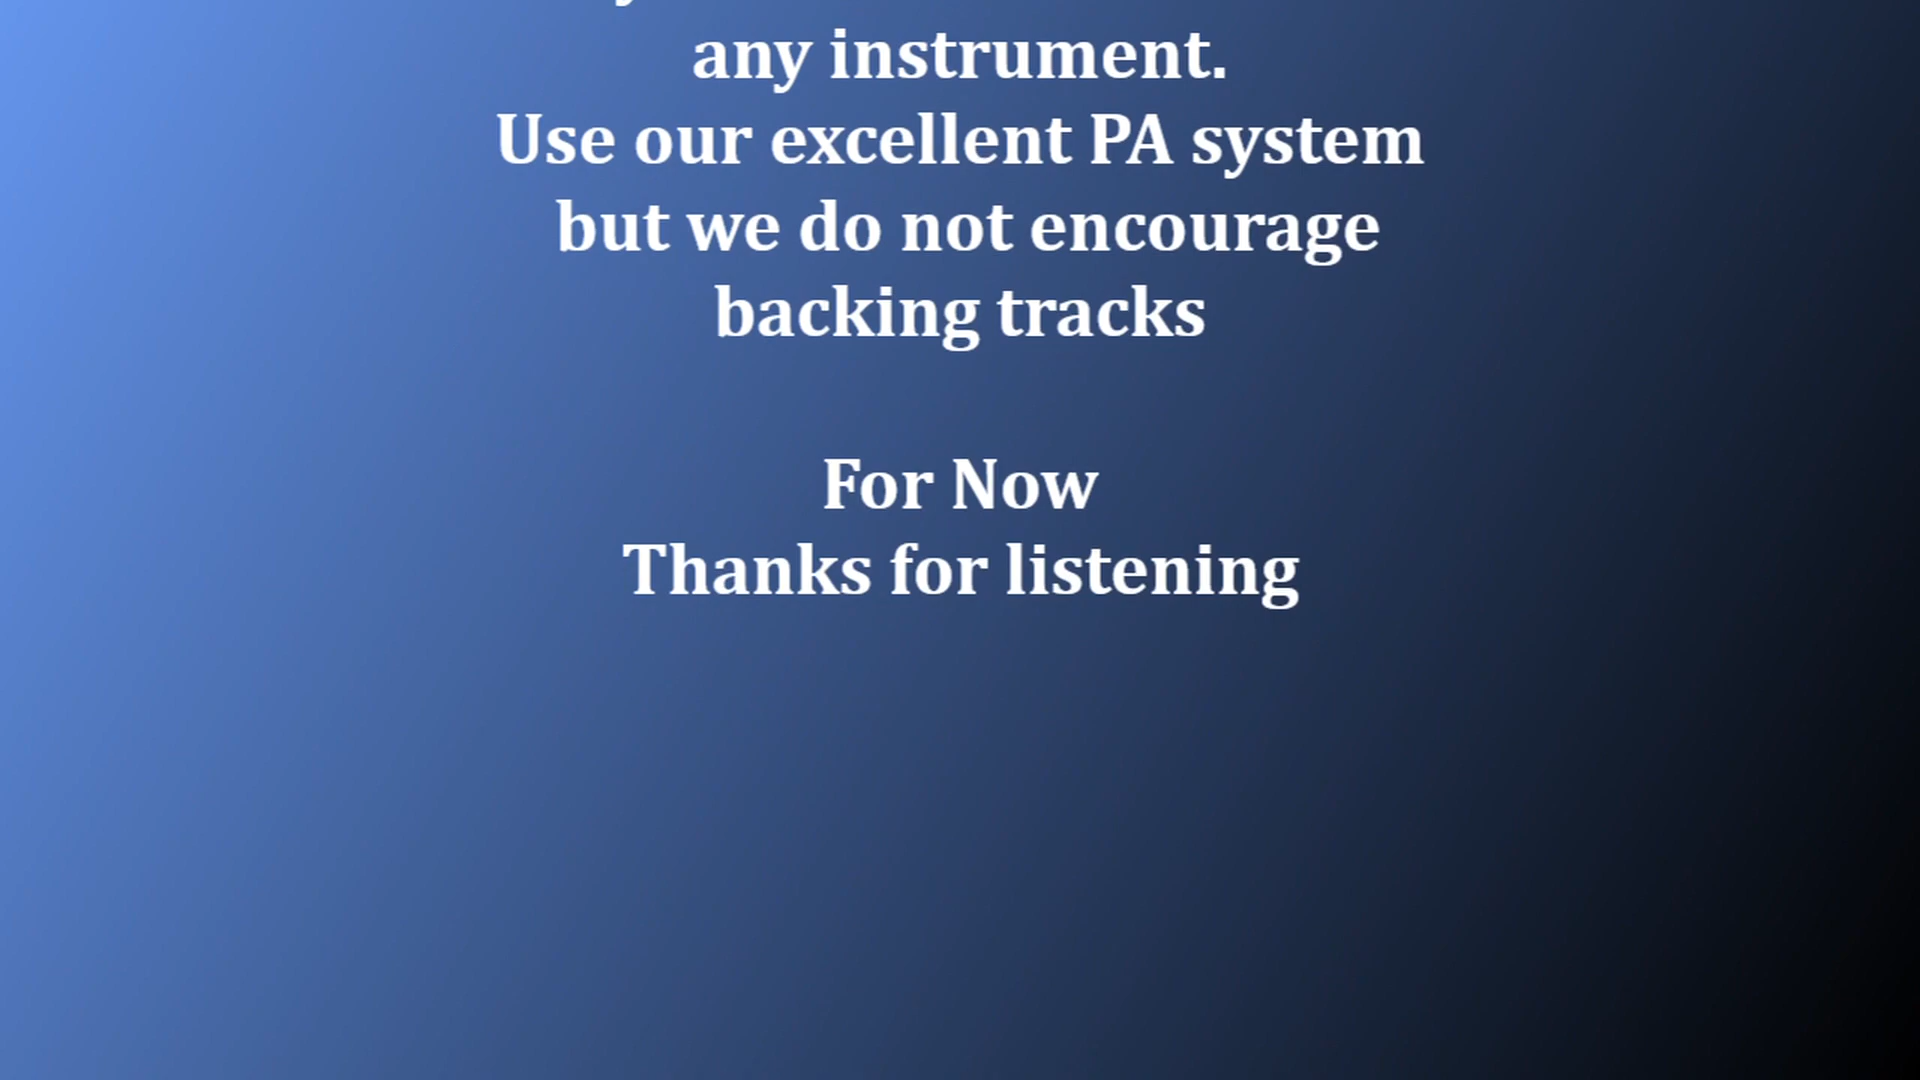 any instrument.
Use our excellent PA system
but we do not encourage
backing tracks
For Now
Thanks for listening